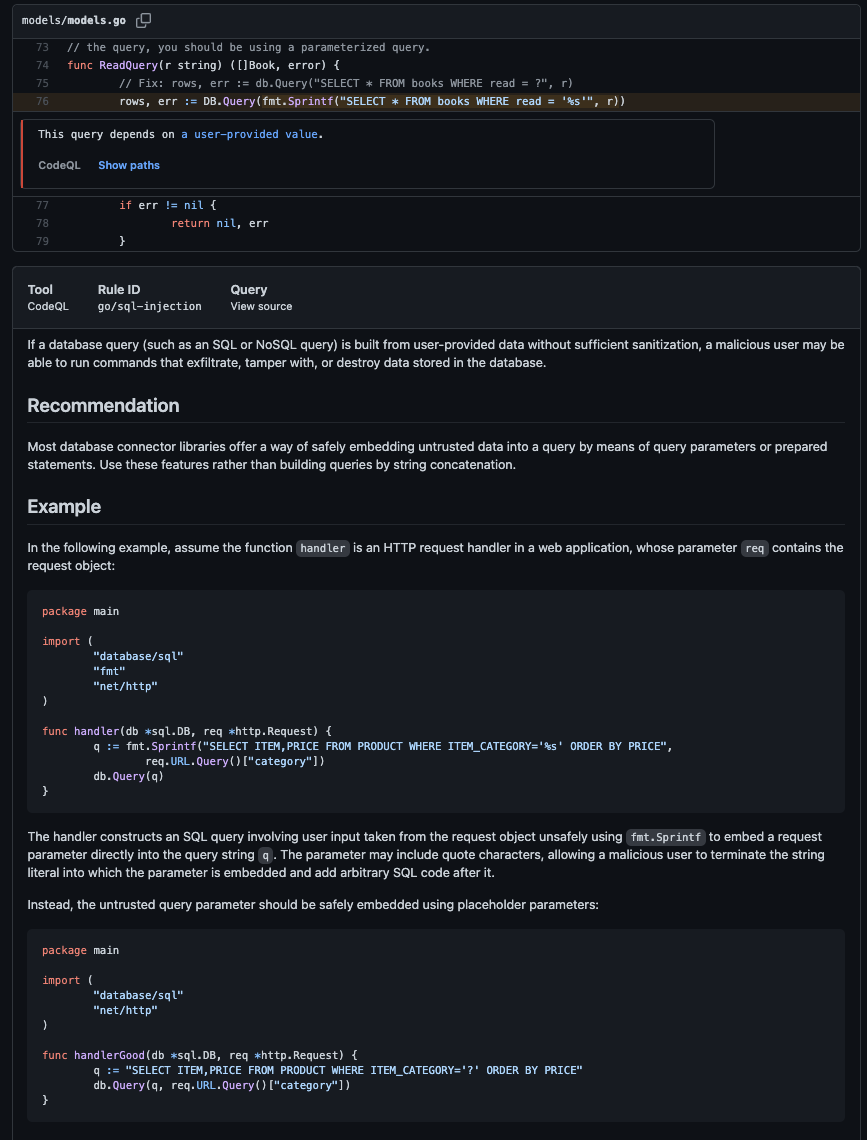 models/models.go
73 // the query, you should be using a parameterized query.
74 func ReadQuery(r string) ([]Book, error) {
75 // Fix: rows, err := db.Query("SELECT * FROM books WHERE read = ?", r)
76 rows, err := DB.Query(fmt.Sprintf("SELECT * FROM books WHERE read = '%s'", r))
This query depends on a user-provided value.
CodeQL Show paths
77 if err != nil {
78 return nil, err
79 }
Tool Rule ID Query
CodeQL go/sql-injection View source
If a database query (such as an SQL or NoSQL query) is built from user-provided data without sufficient sanitization, a malicious user may be
able to run commands that exfiltrate, tamper with, or destroy data stored in the database.
Recommendation
Most database connector libraries offer a way of safely embedding untrusted data into a query by means of query parameters or prepared
statements. Use these features rather than building queries by string concatenation.
Example
In the following example, assume the function handler is an HTTP request handler in a web application, whose parameter req contains the
request object:
package main
import (
"database/sql"
"fmt"
"net/http"
)
func handler(db *sql.DB, req *http.Request) {
q := fmt.Sprintf("SELECT ITEM,PRICE FROM PRODUCT WHERE ITEM_CATEGORY='%s' ORDER BY PRICE",
req.URL.Query()["category"])
db.Query(q)
}
The handler constructs an SQL query involving user input taken from the request object unsafely using fmt.Sprintf to embed a request
parameter directly into the query string q. The parameter may include quote characters, allowing a malicious user to terminate the string
literal into which the parameter is embedded and add arbitrary SQL code after it.
Instead, the untrusted query parameter should be safely embedded using placeholder parameters:
package main
import (
"database/sql"
"net/http"
)
func handlerGood(db *sql.DB, req *http.Request) {
q := "SELECT ITEM,PRICE FROM PRODUCT WHERE ITEM_CATEGORY='?' ORDER BY PRICE"
db.Query(q, req.URL.Query()["category"])
}